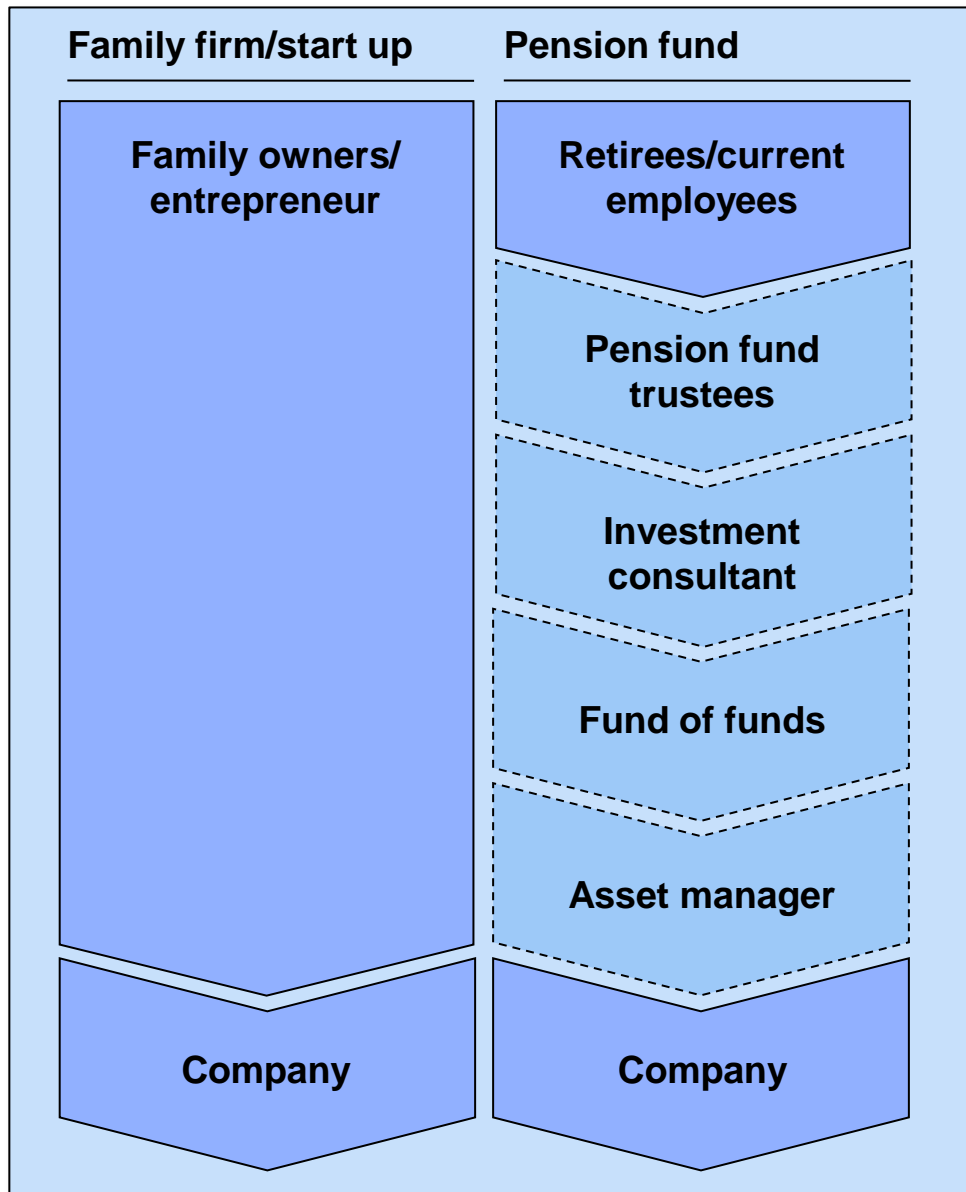 Family firm/start up
Pension fund
Family owners/
entrepreneur
Retirees/current
employees
Pension fund
trustees
Investment
consultant
Fund of funds
Asset manager
Company
Company